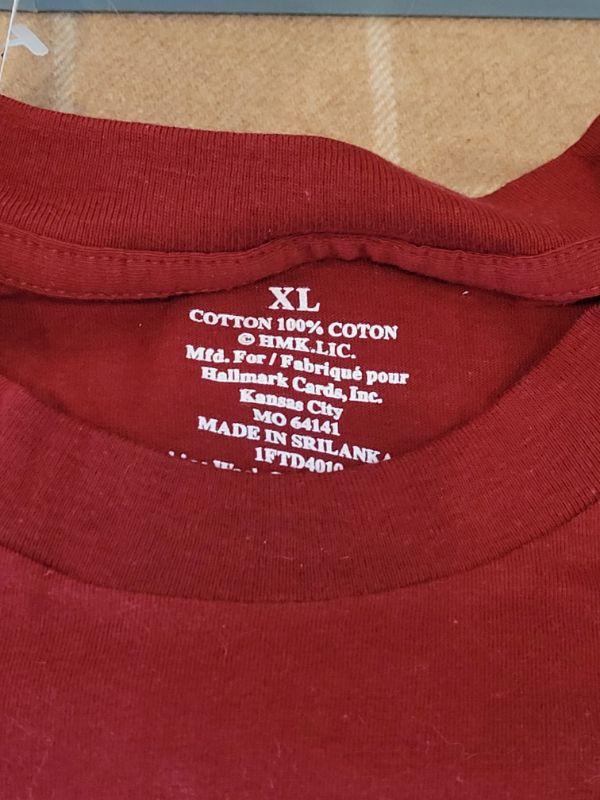 XL
COTTON 100% COTON
© HMK.LIC.
Mfd. For / Fabriqué pour
Hallmark Cards, Inc.
Kansas City
MO 64141
MADE IN SRILANKA
1FTD4010